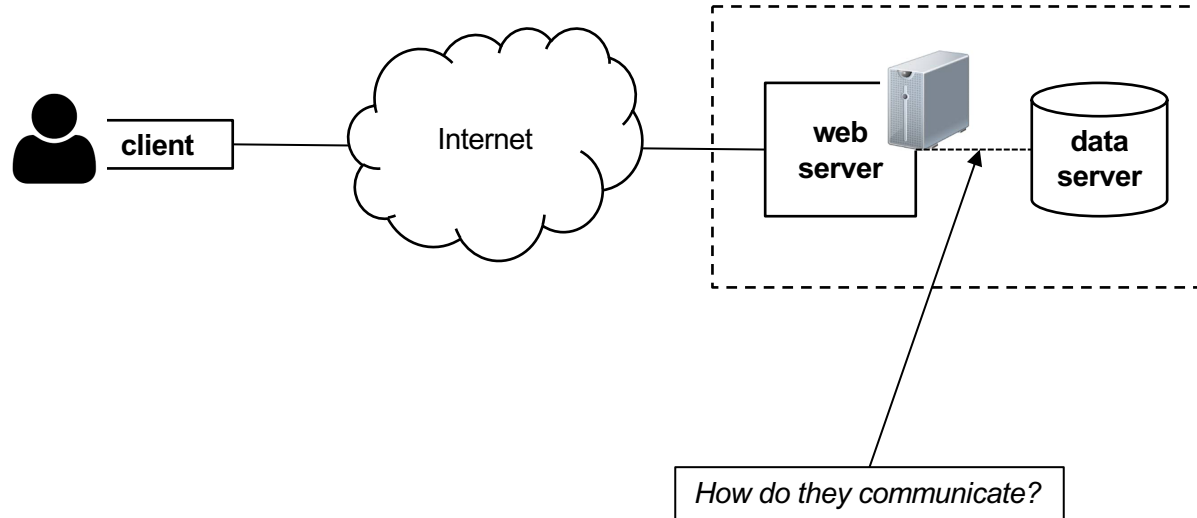 client
Internet
web
server
data
server
How do they communicate?